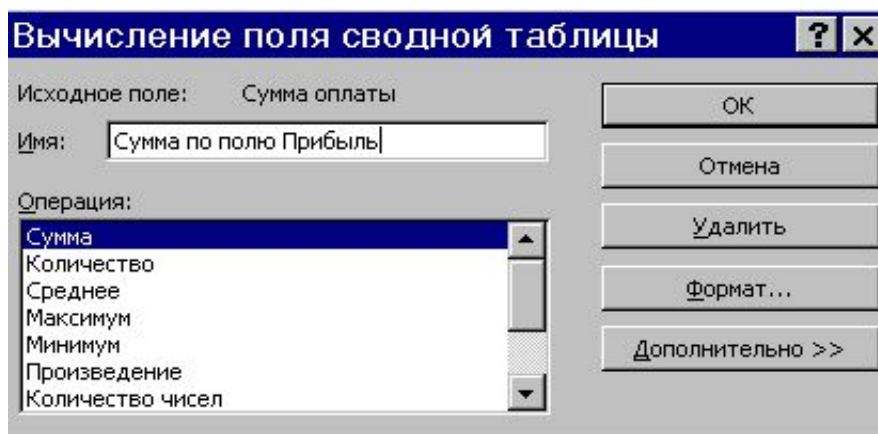 Вычисление поля сводной таблицы ? ×
Исходное поле: Сумма оплаты
Имя: Сумма по полю Прибыль
Операция:
Сумма
Количество
Среднее
Максимум
Минимум
Произведение
Количество чисел
ОК
Отмена
Удалить
Формат...
Дополнительно >>